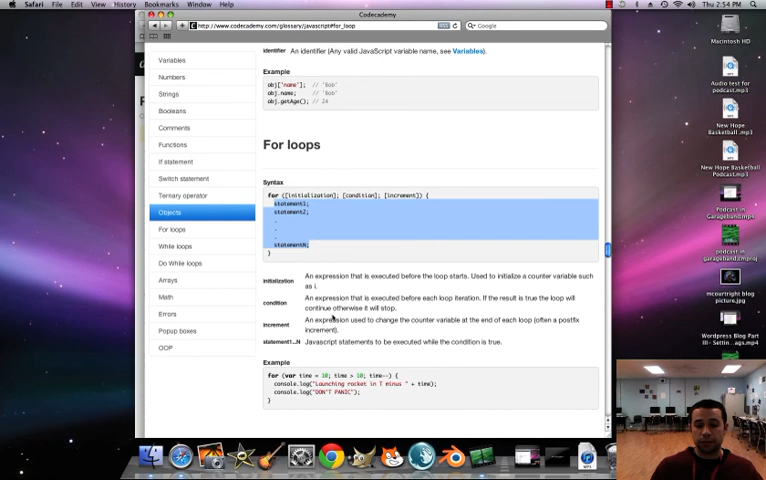 Safari File Edit View History Bookmarks Window Help
Thu 2:54 PM
Codecademy
http://www.codecademy.com/glossary/javascript#for_loop
Google
Variables
Numbers
Strings
Booleans
Comments
Functions
If statement
Switch statement
Ternary operator
Objects
For loops
While loops
Do While loops
Arrays
Math
Errors
Popup boxes
OOP
identifier An identifier (Any valid JavaScript variable name, see Variables).
Example
obj['name']; // 'Bob'
obj.name; // 'Bob'
obj.getAge(); // 24
For loops
Syntax
for ([initialization]; [condition]; [increment]) {
statement1;
statement2;
.
.
.
statementN;
}
initialization An expression that is executed before the loop starts. Used to initialize a counter variable such
as i.
condition An expression that is executed before each loop iteration. If the result is true the loop will
continue otherwise it will stop.
increment An expression used to change the counter variable at the end of each loop (often a postfix
increment).
statement1...N Javascript statements to be executed while the condition is true.
Example
for (var time = 10; time > 10; time--) {
console.log("Launching rocket in T minus " + time);
console.log("DON'T PANIC");
}
Macintosh HD
Audio test for
podcast.mp3
New Hope
Basketball .mp3
New Hope
Basketball.mp3
Podcast in
Garageband.mp4
podcast in
garageband.cmproj
mcourtright blog
picture.jpg
Wordpress Blog Part
III- Settin...ags.mp4